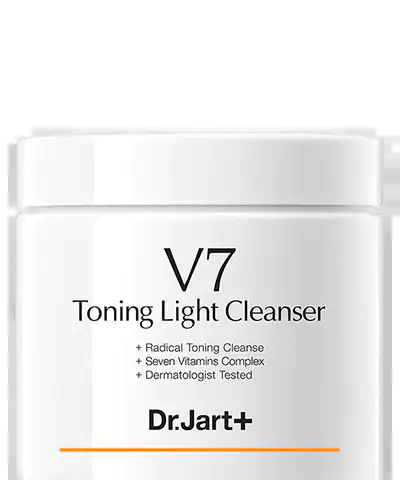 V7
Toning Light Cleanser
+ Radical Toning Cleanse
+ Seven Vitamins Complex
+ Dermatologist Tested
Dr.Jart+